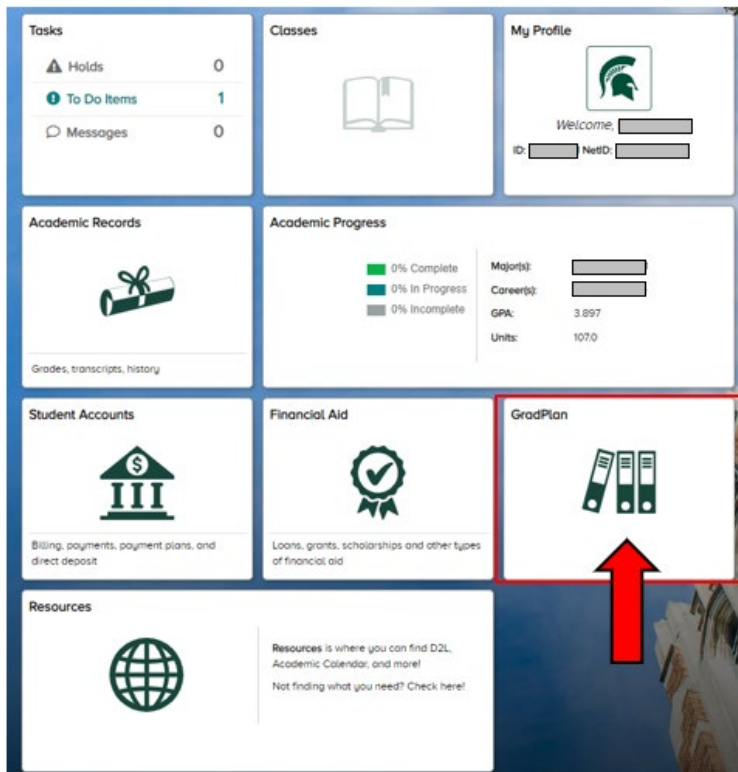 Tasks
Holds 0
To Do Items 1
Messages 0
Classes
My Profile
Welcome,
ID: NetID:
Academic Records
Grades, transcripts, history
Academic Progress
0% Complete
0% In Progress
0% Incomplete
Major(s):
Career(s):
GPA: 3.897
Units: 107.0
Student Accounts
$
Billing, payments, payment plans, and
direct deposit
Financial Aid
Loans, grants, scholarships and other types
of financial aid
GradPlan
Resources
Resources is where you can find D2L,
Academic Calendar, and more!
Not finding what you need? Check here!